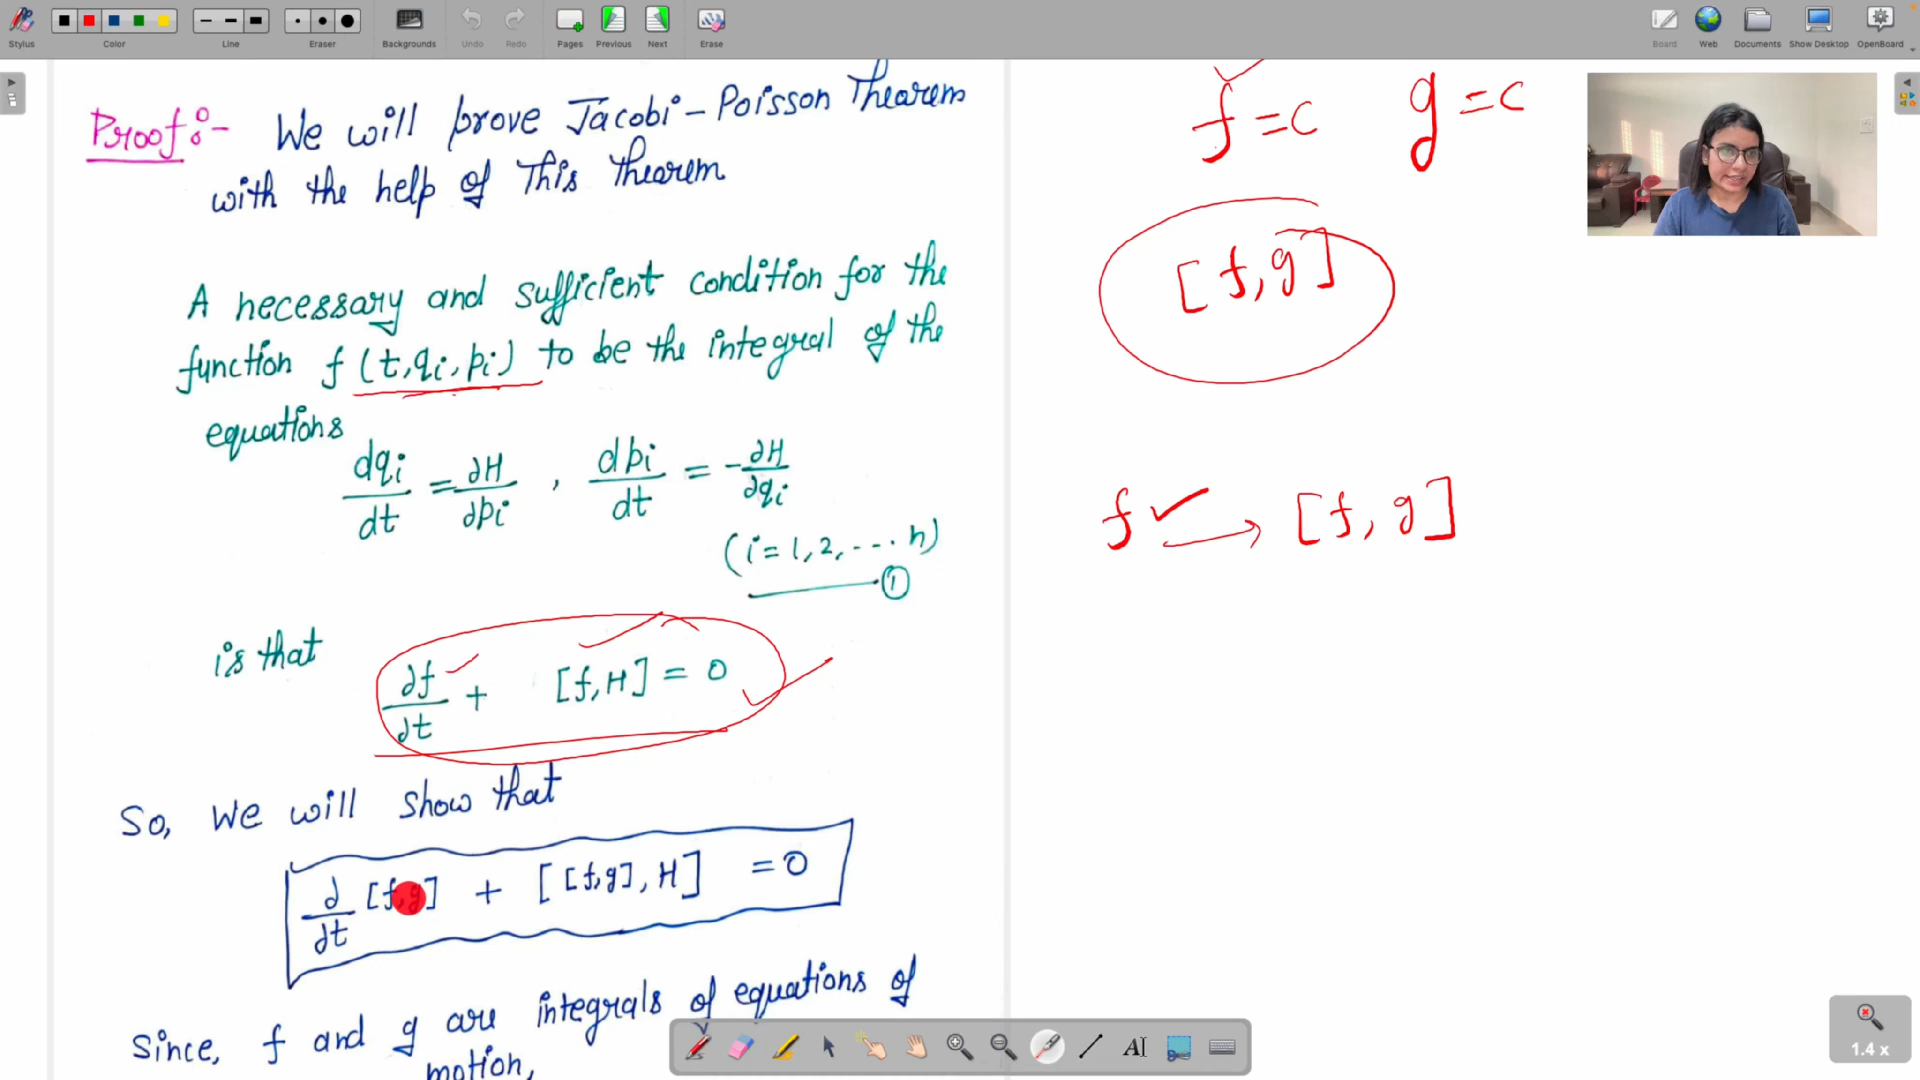 Stylus
Color
Line
Eraser
Backgrounds
Undo
Redo
Pages
Previous
Next
Erase
Board
Web
Documents
Show Desktop
OpenBoard
Proof:- We will prove Jacobi-Poisson Theorem
with the help of This Theorem
A necessary and sufficient condition for the
function f (t, qi, pi) to be the integral of the
equations
dqi/dt = ∂H/∂pi , dpi/dt = -∂H/∂qi
(i = 1, 2, .... n)
①
is that
∂f/∂t + [f, H] = 0
So, We will show that
∂/∂t [f,g] + [[f,g], H] = 0
Since, f and g are integrals of equations of
motion,
f = c g = c
[f, g]
f ✓ → [f, g]
1.4 x